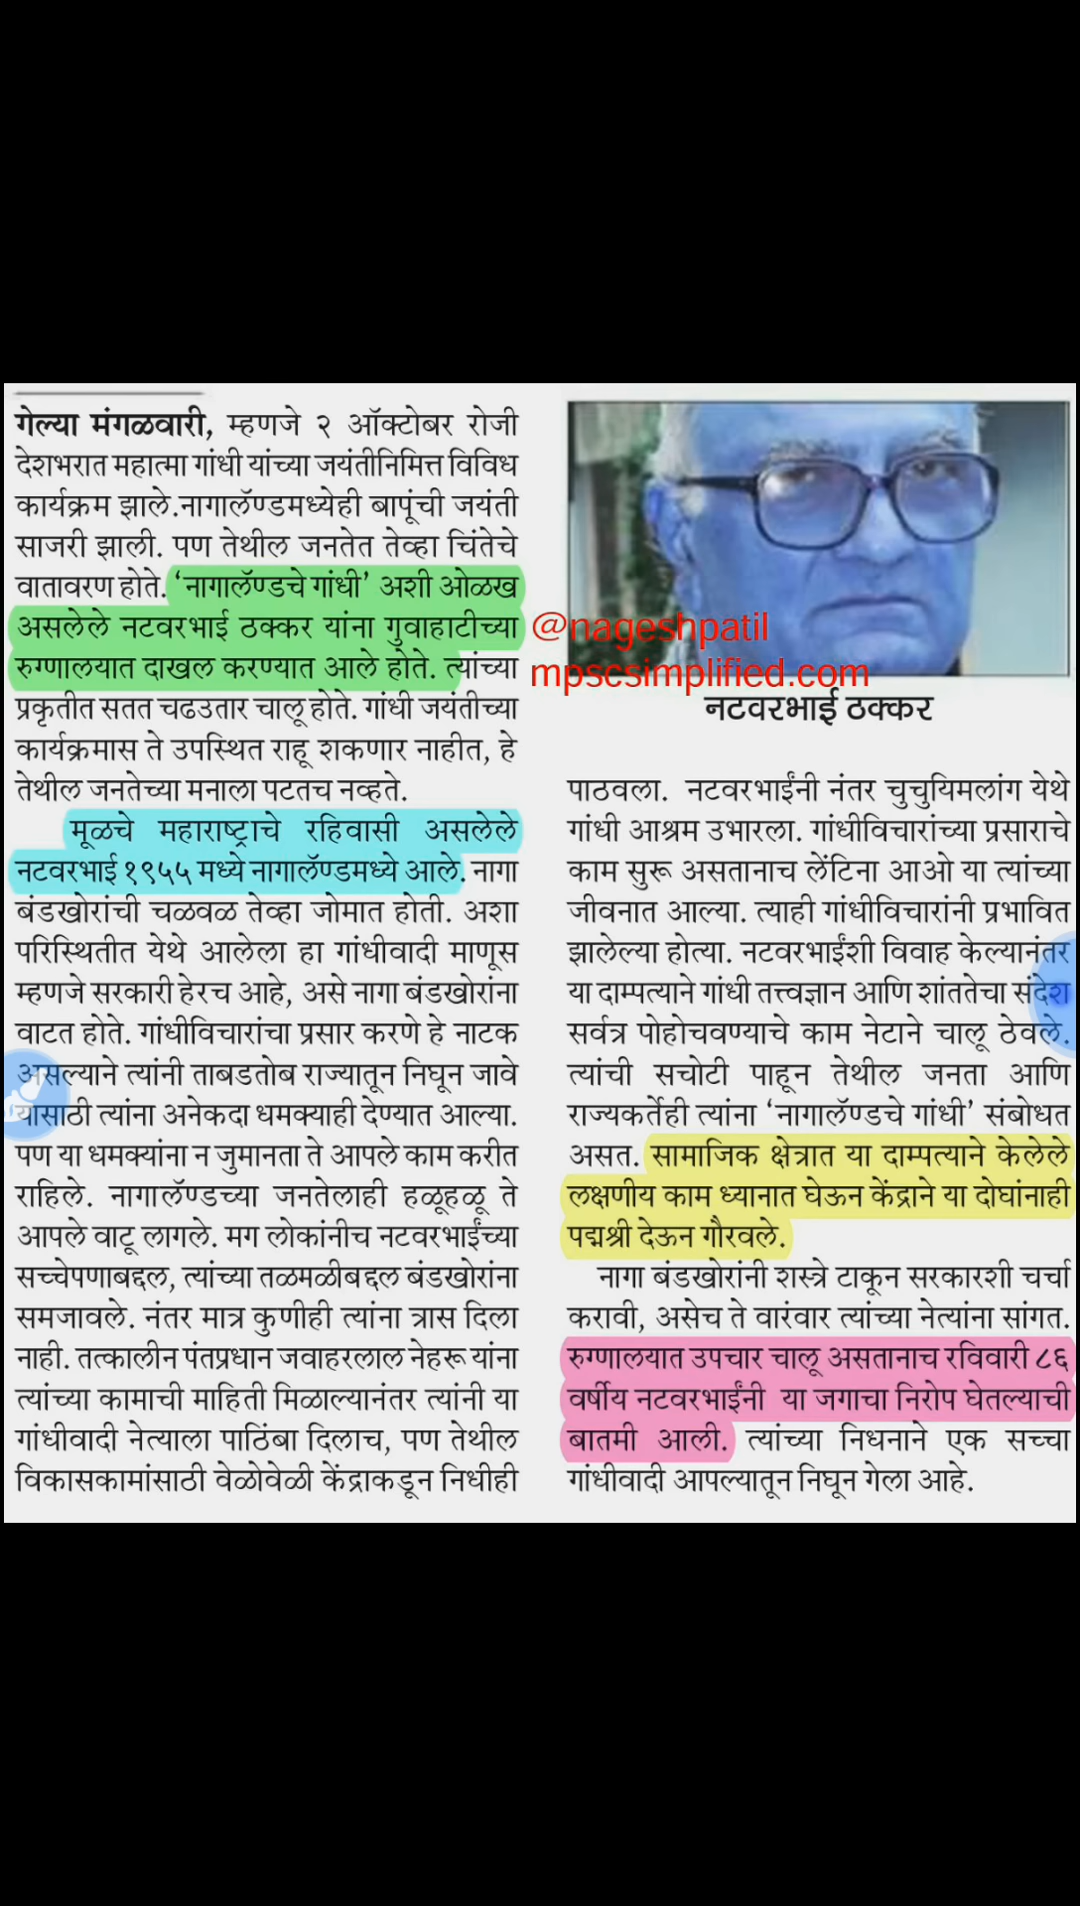 गेल्या मंगळवारी, म्हणजे २ ऑक्टोबर रोजी
देशभरात महात्मा गांधी यांच्या जयंतीनिमित्त विविध
कार्यक्रम झाले.नागालॅण्डमध्येही बापूंची जयंती
साजरी झाली. पण तेथील जनतेत तेव्हा चिंतेचे
वातावरण होते. ‘नागालॅण्डचे गांधी’ अशी ओळख
असलेले नटवरभाई ठक्कर यांना गुवाहाटीच्या
रुग्णालयात दाखल करण्यात आले होते. त्यांच्या
प्रकृतीत सतत चढउतार चालू होते. गांधी जयंतीच्या
कार्यक्रमास ते उपस्थित राहू शकणार नाहीत, हे
तेथील जनतेच्या मनाला पटतच नव्हते.
मूळचे महाराष्ट्राचे रहिवासी असलेले
नटवरभाई १९५५ मध्ये नागालॅण्डमध्ये आले. नागा
बंडखोरांची चळवळ तेव्हा जोमात होती. अशा
परिस्थितीत येथे आलेला हा गांधीवादी माणूस
म्हणजे सरकारी हेरच आहे, असे नागा बंडखोरांना
वाटत होते. गांधीविचारांचा प्रसार करणे हे नाटक
असल्याने त्यांनी ताबडतोब राज्यातून निघून जावे
यासाठी त्यांना अनेकदा धमक्याही देण्यात आल्या.
पण या धमक्यांना न जुमानता ते आपले काम करीत
राहिले. नागालॅण्डच्या जनतेलाही हळूहळू ते
आपले वाटू लागले. मग लोकांनीच नटवरभाईंच्या
सच्चेपणाबद्दल, त्यांच्या तळमळीबद्दल बंडखोरांना
समजावले. नंतर मात्र कुणीही त्यांना त्रास दिला
नाही. तत्कालीन पंतप्रधान जवाहरलाल नेहरू यांना
त्यांच्या कामाची माहिती मिळाल्यानंतर त्यांनी या
गांधीवादी नेत्याला पाठिंबा दिलाच, पण तेथील
विकासकामांसाठी वेळोवेळी केंद्राकडून निधीही
@nageshpatil
mpscsimplified.com
नटवरभाई ठक्कर
पाठवला. नटवरभाईंनी नंतर चुचुयिमलांग येथे
गांधी आश्रम उभारला. गांधीविचारांच्या प्रसाराचे
काम सुरू असतानाच लेंटिना आओ या त्यांच्या
जीवनात आल्या. त्याही गांधीविचारांनी प्रभावित
झालेल्या होत्या. नटवरभाईंशी विवाह केल्यानंतर
या दाम्पत्याने गांधी तत्त्वज्ञान आणि शांततेचा संदेश
सर्वत्र पोहोचवण्याचे काम नेटाने चालू ठेवले.
त्यांची सचोटी पाहून तेथील जनता आणि
राज्यकर्तेही त्यांना ‘नागालॅण्डचे गांधी’ संबोधत
असत. सामाजिक क्षेत्रात या दाम्पत्याने केलेले
लक्षणीय काम ध्यानात घेऊन केंद्राने या दोघांनाही
पद्मश्री देऊन गौरवले.
नागा बंडखोरांनी शस्त्रे टाकून सरकारशी चर्चा
करावी, असेच ते वारंवार त्यांच्या नेत्यांना सांगत.
रुग्णालयात उपचार चालू असतानाच रविवारी ८६
वर्षीय नटवरभाईंनी या जगाचा निरोप घेतल्याची
बातमी आली. त्यांच्या निधनाने एक सच्चा
गांधीवादी आपल्यातून निघून गेला आहे.